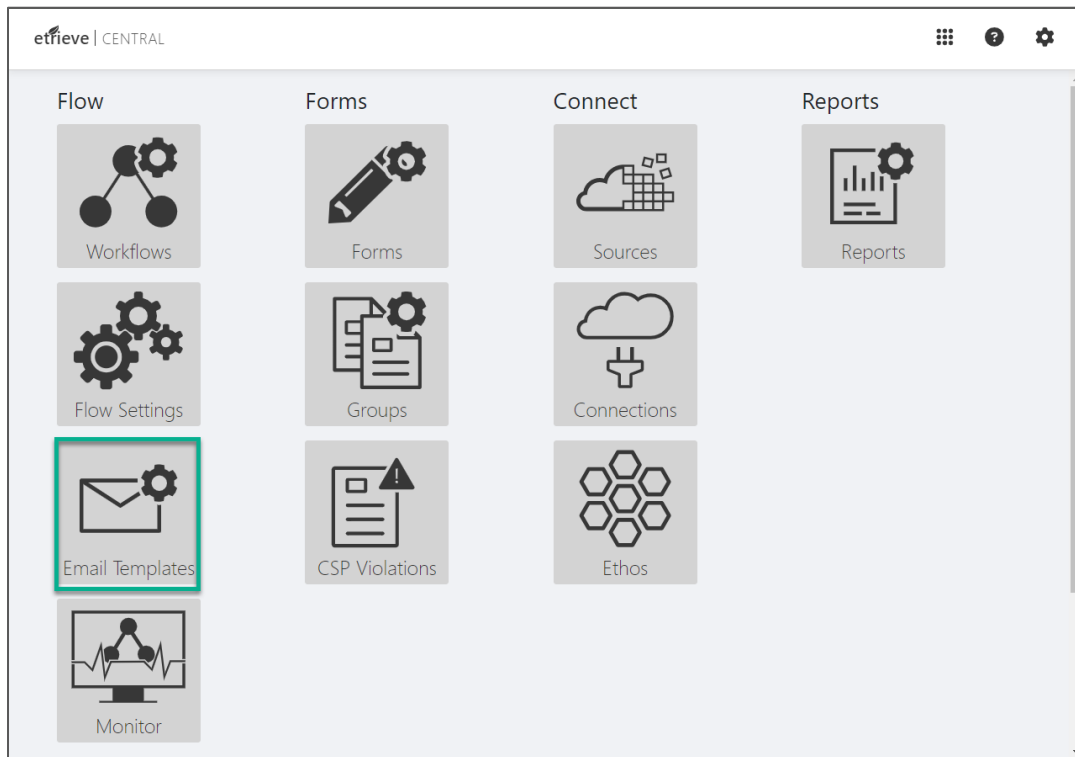 etrieve | CENTRAL
?
Flow
Forms
Connect
Reports
Workflows
Forms
Sources
Reports
Flow Settings
Groups
Connections
Email Templates
CSP Violations
Ethos
Monitor